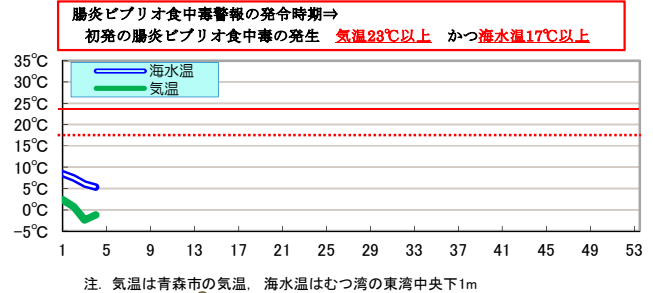 腸炎ビブリオ食中毒警報の発令時期⇒
初発の腸炎ビブリオ食中毒の発生 気温23℃以上 かつ海水温17℃以上
35℃
30℃
25℃
20℃
15℃
10℃
5℃
0℃
-5℃
海水温
気温
1 5 9 13 17 21 25 29 33 37 41 45 49 53
注. 気温は青森市の気温, 海水温はむつ湾の東湾中央下1m